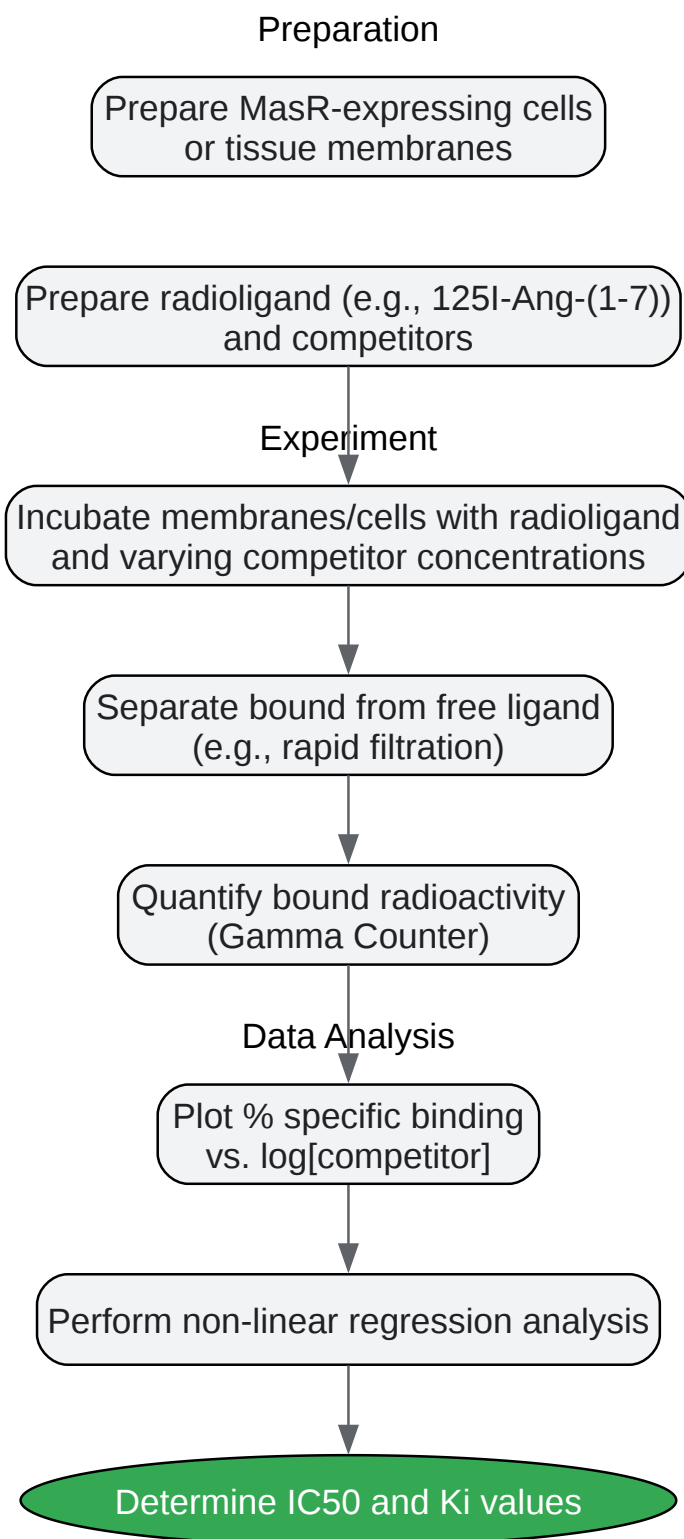 Preparation
Prepare MasR-expressing cells
or tissue membranes
Prepare radioligand (e.g., 125I-Ang-(1-7))
and competitors
Experiment
Incubate membranes/cells with radioligand
and varying competitor concentrations
Separate bound from free ligand
(e.g., rapid filtration)
Quantify bound radioactivity
(Gamma Counter)
Data Analysis
Plot % specific binding
vs. log[competitor]
Perform non-linear regression analysis
Determine IC50 and Ki values